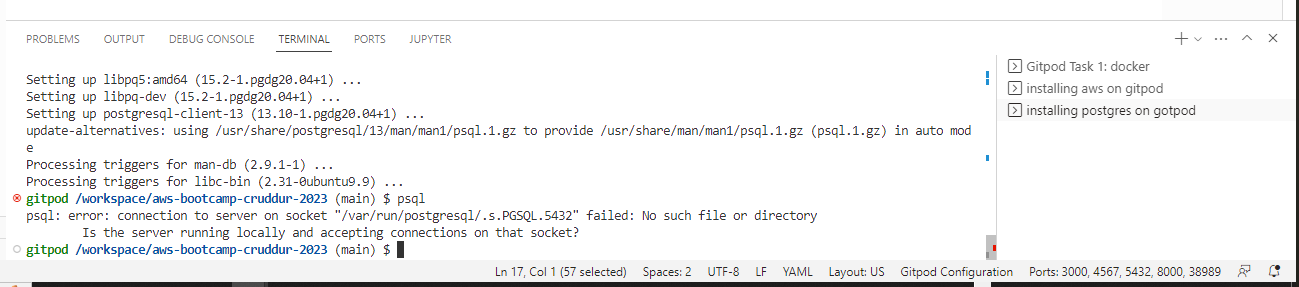 PROBLEMS OUTPUT DEBUG CONSOLE TERMINAL PORTS JUPYTER
Setting up libpq5:amd64 (15.2-1.pgdg20.04+1) ...
Setting up libpq-dev (15.2-1.pgdg20.04+1) ...
Setting up postgresql-client-13 (13.10-1.pgdg20.04+1) ...
update-alternatives: using /usr/share/postgresql/13/man/man1/psql.1.gz to provide /usr/share/man/man1/psql.1.gz (psql.1.gz) in auto mod
e
Processing triggers for man-db (2.9.1-1) ...
Processing triggers for libc-bin (2.31-0ubuntu9.9) ...
gitpod /workspace/aws-bootcamp-cruddur-2023 (main) $ psql
psql: error: connection to server on socket "/var/run/postgresql/.s.PGSQL.5432" failed: No such file or directory
Is the server running locally and accepting connections on that socket?
gitpod /workspace/aws-bootcamp-cruddur-2023 (main) $
Gitpod Task 1: docker
installing aws on gitpod
installing postgres on gotpod
Ln 17, Col 1 (57 selected) Spaces: 2 UTF-8 LF YAML Layout: US Gitpod Configuration Ports: 3000, 4567, 5432, 8000, 38989